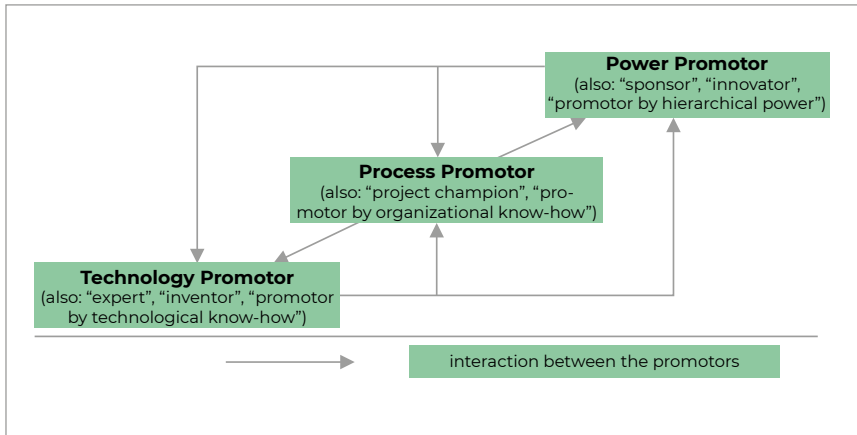 Power Promotor
(also: “sponsor”, “innovator”,
“promotor by hierarchical power”)
Process Promotor
(also: “project champion”, “pro-
motor by organizational know-how”)
Technology Promotor
(also: “expert”, “inventor”, “promotor
by technological know-how”)
interaction between the promotors